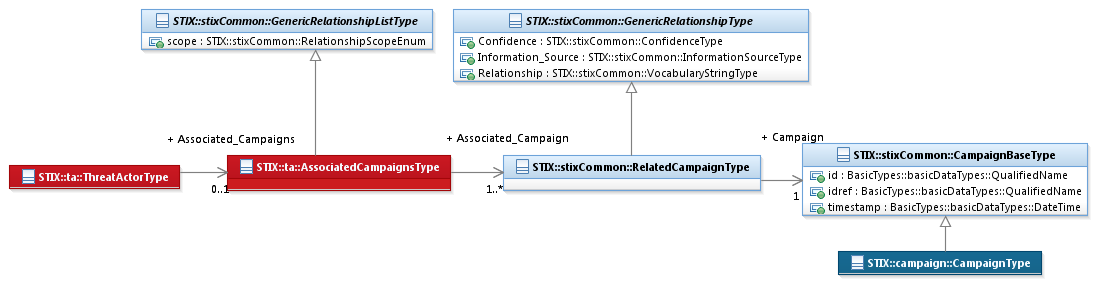 STIX::stixCommon::GenericRelationshipListType
scope : STIX::stixCommon::RelationshipScopeEnum
STIX::stixCommon::GenericRelationshipType
Confidence : STIX::stixCommon::ConfidenceType
Information_Source : STIX::stixCommon::InformationSourceType
Relationship : STIX::stixCommon::VocabularyStringType
+ Associated_Campaigns
+ Associated_Campaign
+ Campaign
STIX::ta::ThreatActorType
0..1
STIX::ta::AssociatedCampaignsType
1..*
STIX::stixCommon::RelatedCampaignType
1
STIX::stixCommon::CampaignBaseType
id : BasicTypes::basicDataTypes::QualifiedName
idref : BasicTypes::basicDataTypes::QualifiedName
timestamp : BasicTypes::basicDataTypes::DateTime
STIX::campaign::CampaignType